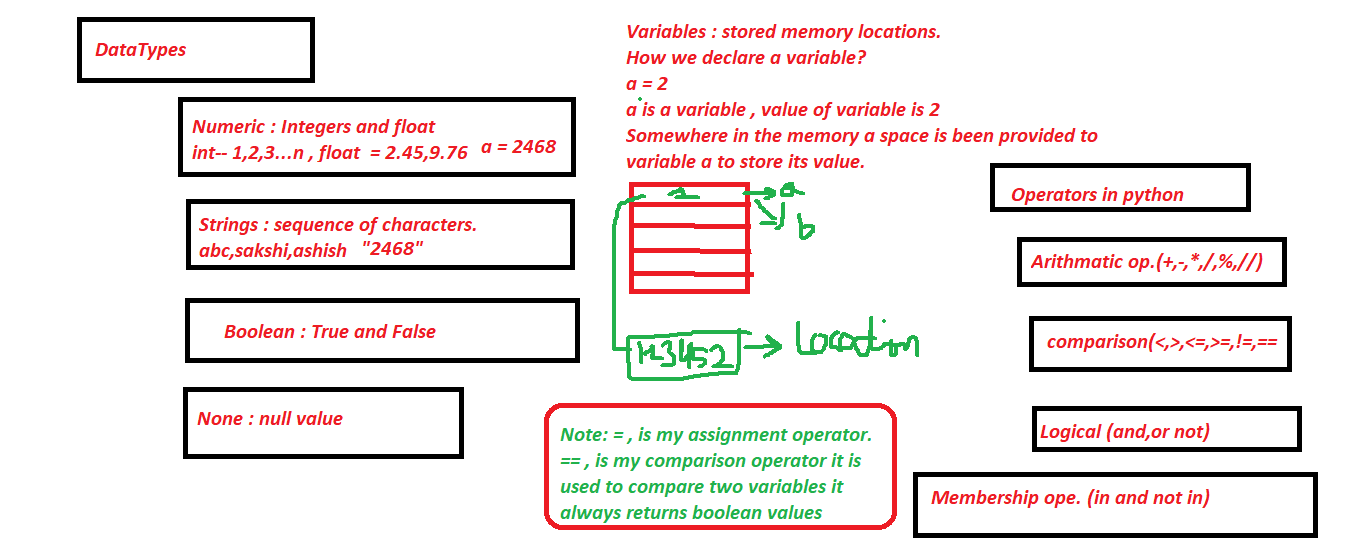 DataTypes
Numeric : Integers and float
int-- 1,2,3...n , float  = 2.45,9.76   a = 2468
Strings : sequence of characters.
abc,sakshi,ashish   "2468"
Boolean : True and False
None : null value
Variables : stored memory locations.
How we declare a variable?
a = 2
a is a variable , value of variable is 2
Somewhere in the memory a space is been provided to
variable a to store its value.
2 a
b
Location
Note: = , is my assignment operator.
== , is my comparison operator it is
used to compare two variables it
always returns boolean values
Operators in python
Arithmatic op.(+,-,*,/,%,//)
comparison(<,>,<=,>=,!=,==
Logical (and,or not)
Membership ope. (in and not in)